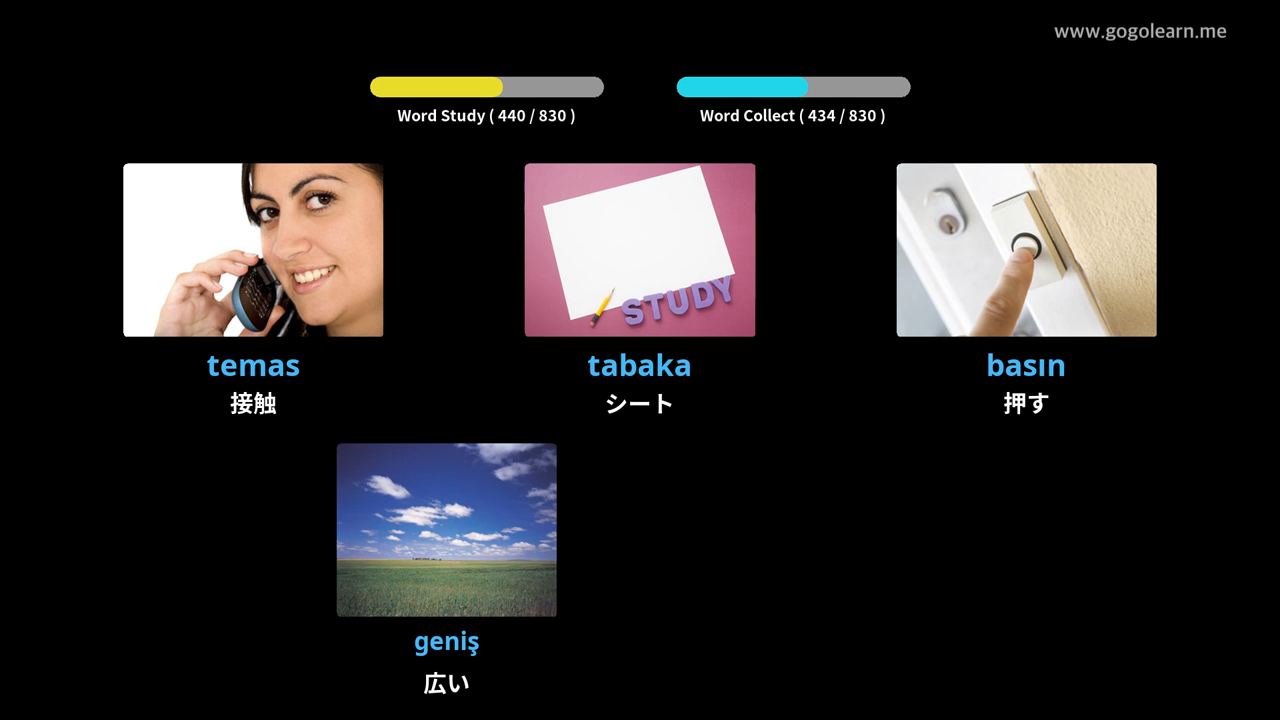 www.gogolearn.me
Word Study ( 440 / 830 )
Word Collect ( 434 / 830 )
STUDY
temas
接触
tabaka
シート
basın
押す
geniş
広い